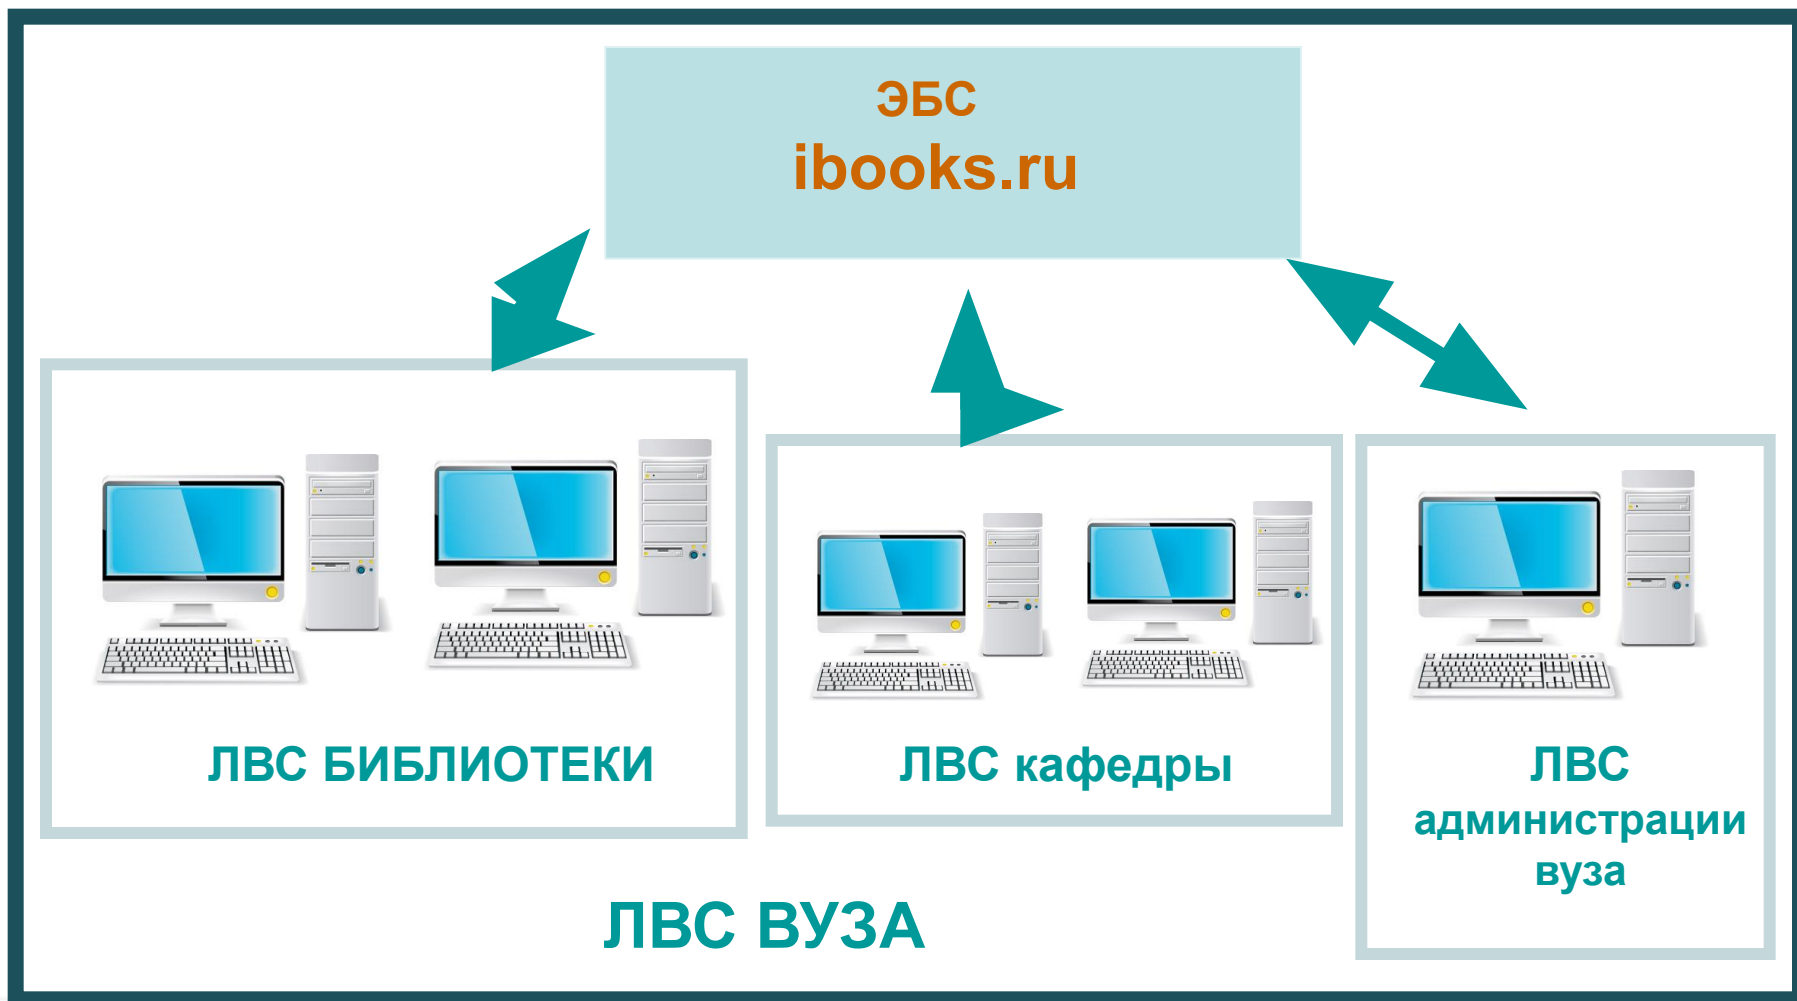 ЭБС
ibooks.ru
ЛВС БИБЛИОТЕКИ
ЛВС кафедры
ЛВС
администрации
вуза
ЛВС ВУЗА